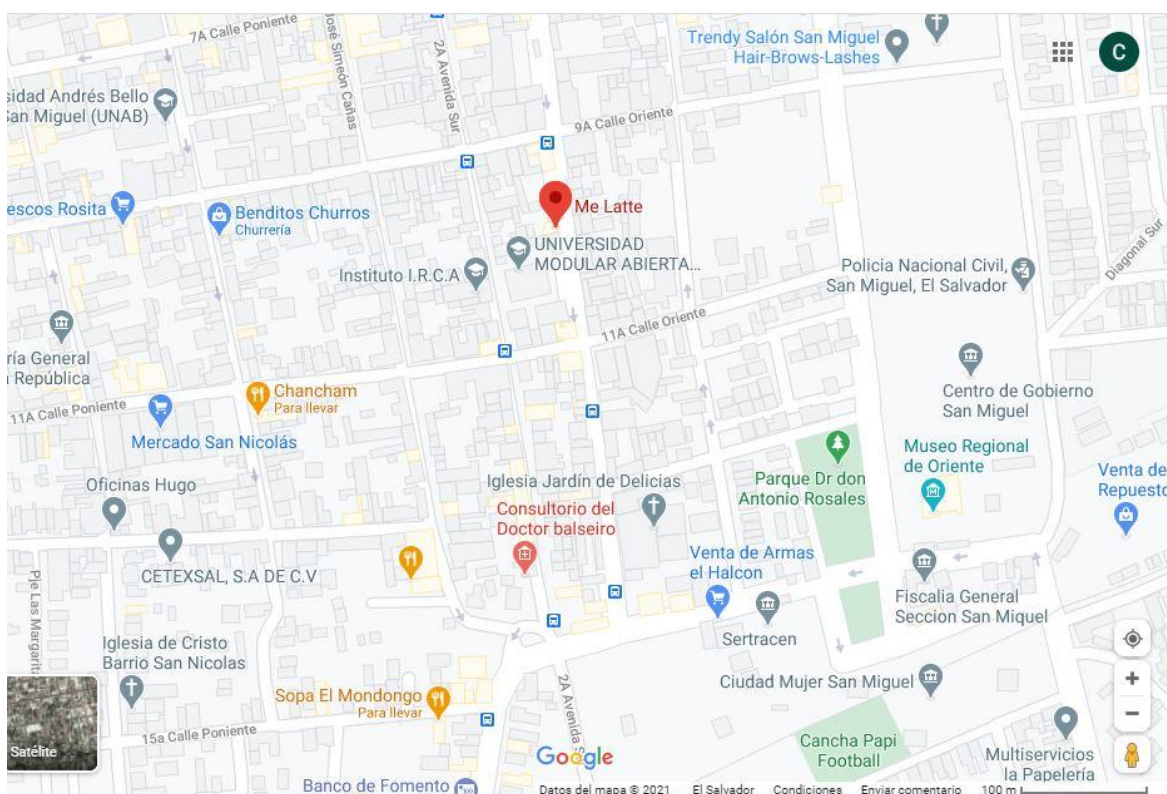 7A Calle Poniente
José Simeón Cañas
2A Avenida Sur
Trendy Salón San Miguel
Hair-Brows-Lashes
C
sidad Andrés Bello
San Miguel (UNAB)
9A Calle Oriente
escos Rosita
Benditos Churros
Churrería
Me Latte
UNIVERSIDAD
MODULAR ABIERTA...
Instituto I.R.C.A
Policia Nacional Civil,
San Miguel, El Salvador
Diagonal Sur
11A Calle Oriente
ría General
a República
Chancham
Para llevar
11A Calle Poniente
Mercado San Nicolás
Centro de Gobierno
San Miguel
Museo Regional
de Oriente
Parque Dr don
Antonio Rosales
Venta de
Repuesto
Oficinas Hugo
Iglesia Jardín de Delicias
Consultorio del
Doctor balseiro
CETEXSAL, S.A DE C.V
Venta de Armas
el Halcon
Fiscalia General
Seccion San Miquel
Sertracen
Pje Las Margarit
Iglesia de Cristo
Barrio San Nicolas
Ciudad Mujer San Miguel
Sopa El Mondongo
Para llevar
2A Avenida S
15a Calle Poniente
Satélite
Google
Cancha Papi
Football
Multiservicios
la Papelería
Banco de Fomento
Datos del mapa © 2021 El Salvador Condiciones Enviar comentario 100 m